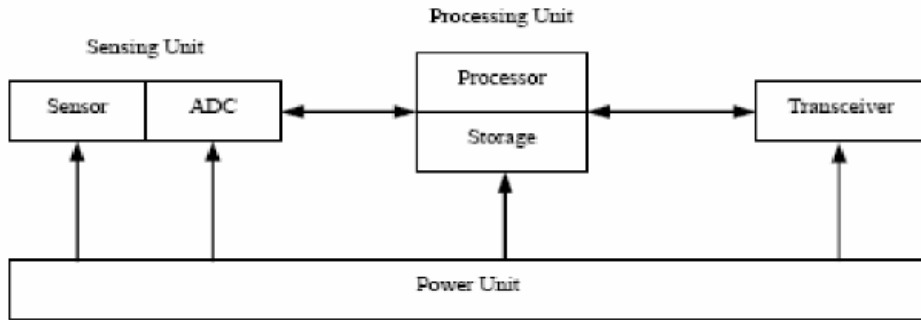 Processing Unit
Sensing Unit
Processor
Sensor
ADC
Transceiver
Storage
Power Unit